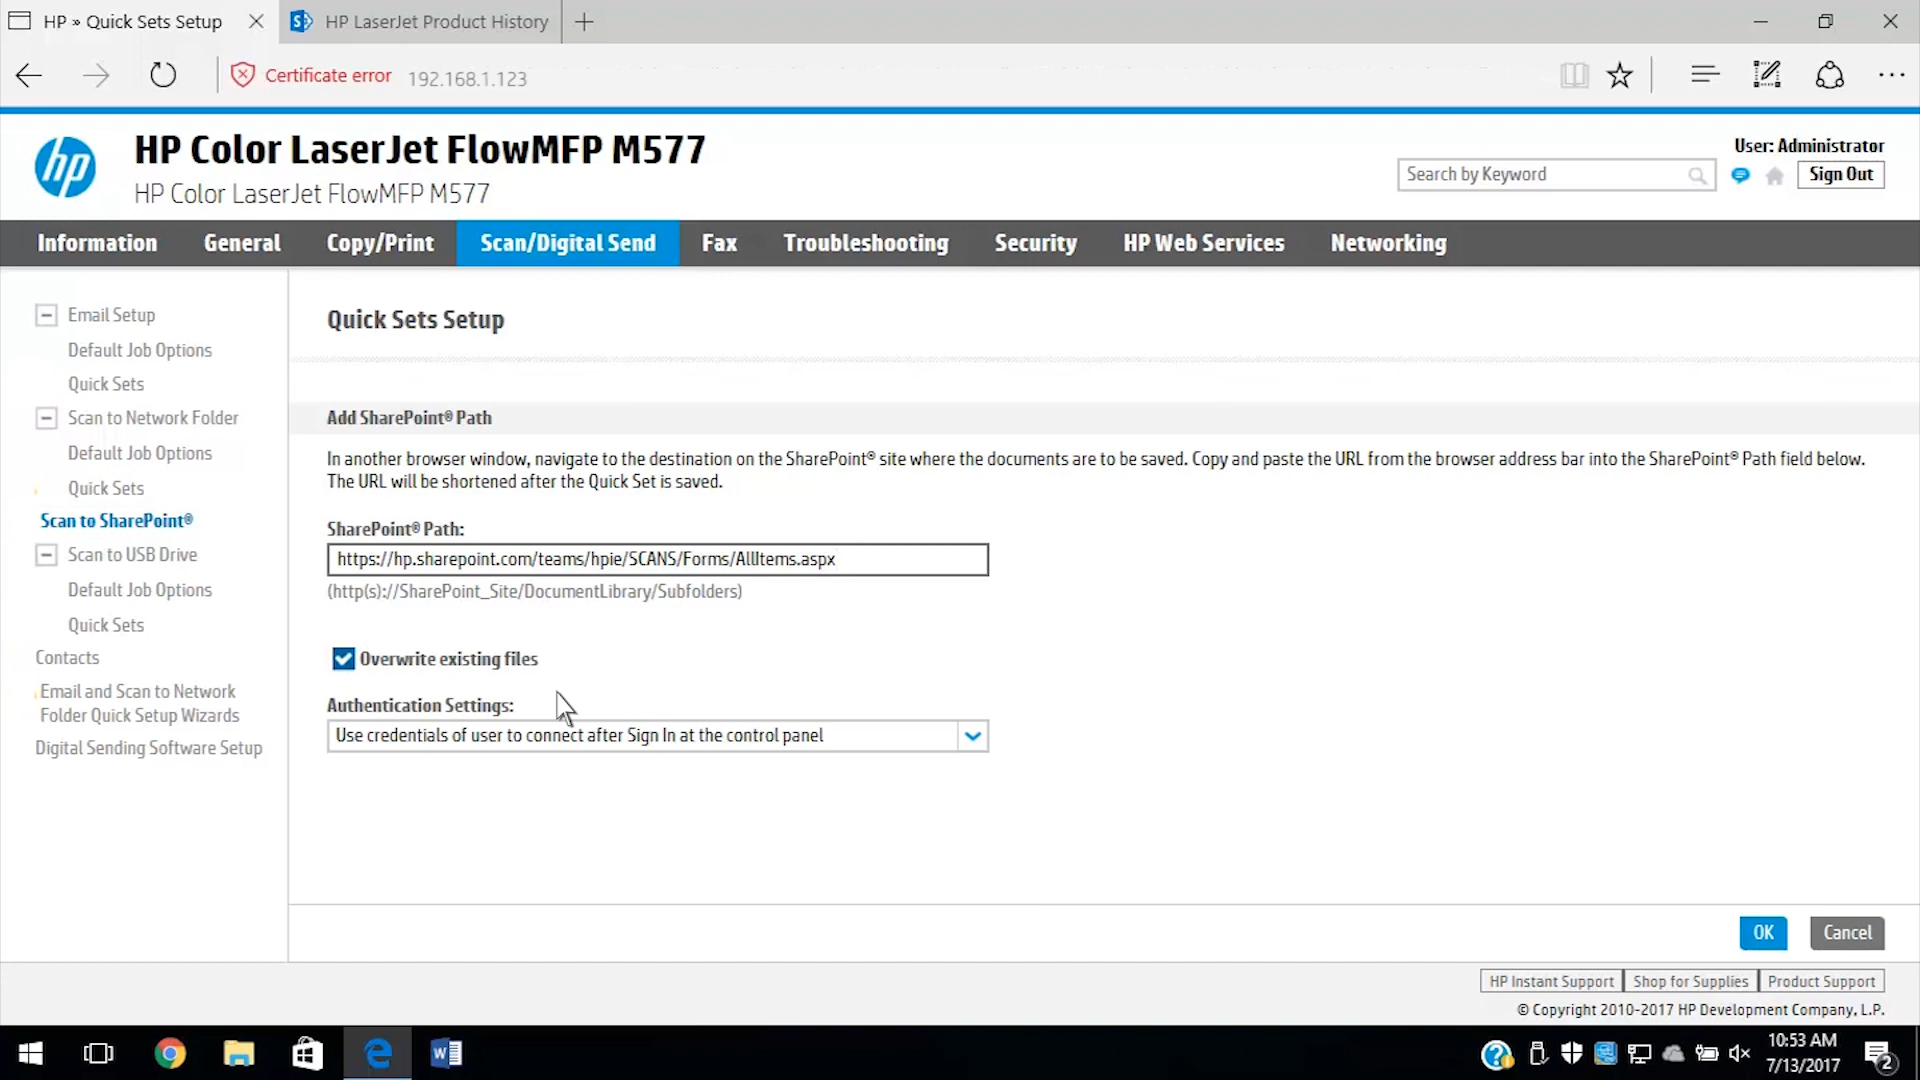 HP » Quick Sets Setup
HP LaserJet Product History
Certificate error
192.168.1.123
hp
HP Color LaserJet FlowMFP M577
HP Color LaserJet FlowMFP M577
User: Administrator
Search by Keyword
Sign Out
Information
General
Copy/Print
Scan/Digital Send
Fax
Troubleshooting
Security
HP Web Services
Networking
Email Setup
Default Job Options
Quick Sets
Scan to Network Folder
Default Job Options
Quick Sets
Scan to SharePoint®
Scan to USB Drive
Default Job Options
Quick Sets
Contacts
Email and Scan to Network
Folder Quick Setup Wizards
Digital Sending Software Setup
Quick Sets Setup
Add SharePoint® Path
In another browser window, navigate to the destination on the SharePoint® site where the documents are to be saved. Copy and paste the URL from the browser address bar into the SharePoint® Path field below.
The URL will be shortened after the Quick Set is saved.
SharePoint® Path:
https://hp.sharepoint.com/teams/hpie/SCANS/Forms/AllItems.aspx
(http(s)://SharePoint_Site/DocumentLibrary/Subfolders)
Overwrite existing files
Authentication Settings:
Use credentials of user to connect after Sign In at the control panel
OK
Cancel
HP Instant Support
Shop for Supplies
Product Support
© Copyright 2010-2017 HP Development Company, L.P.
10:53 AM
7/13/2017
2